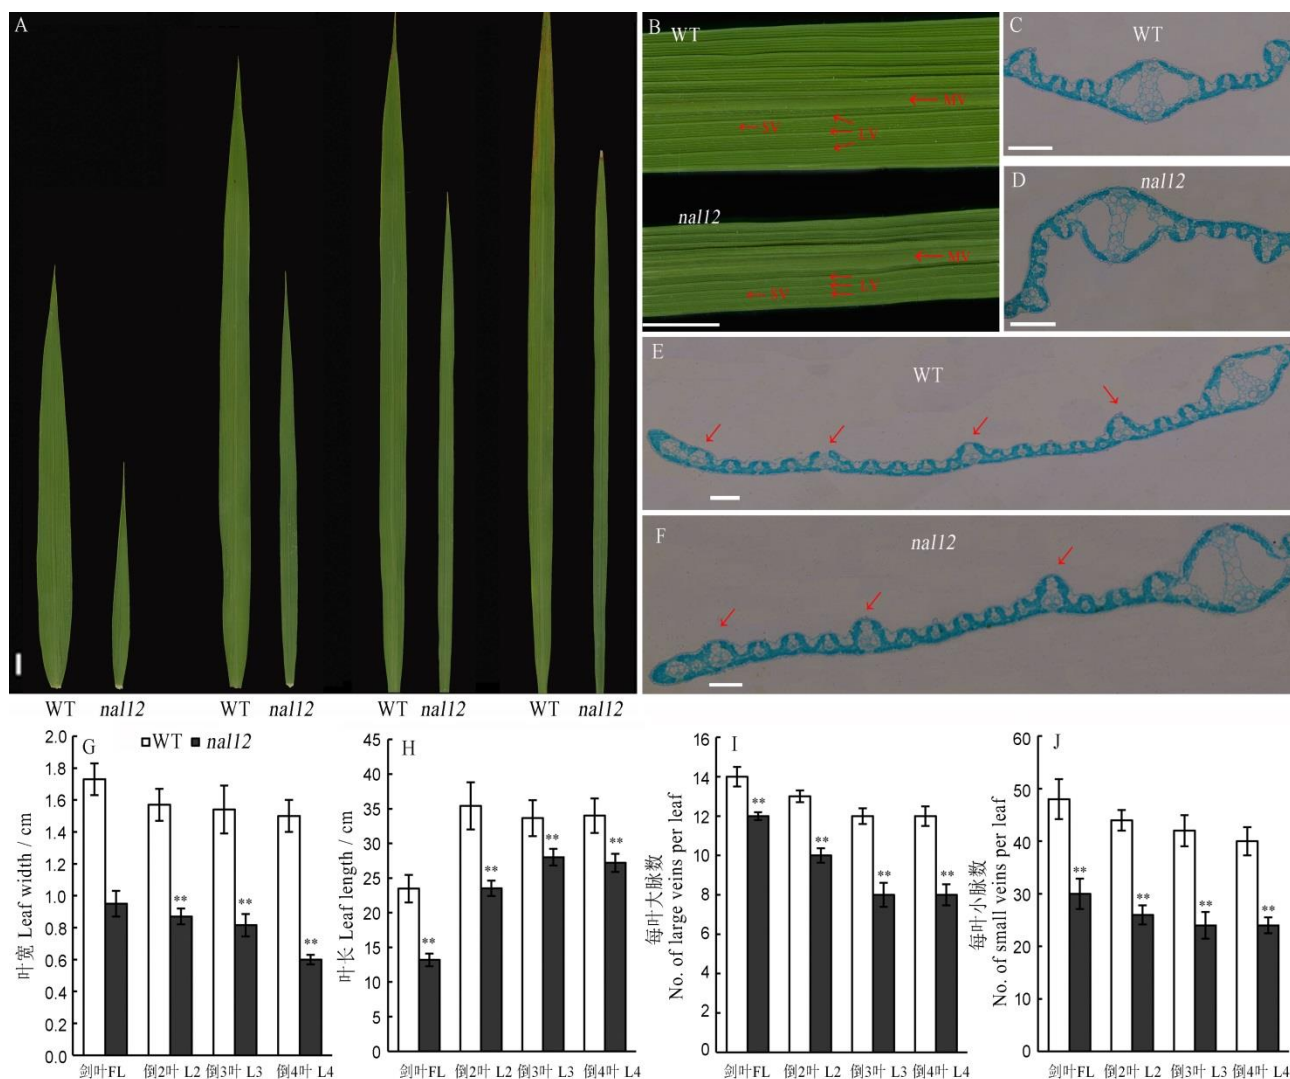 A
WT
nal12
WT
nal12
WT
nal12
WT
nal12
B
WT
MV
SV
LV
nal12
MV
SV
LV
C
WT
D
nal12
E
WT
F
nal12
G
WT nal12
叶宽 Leaf width / cm
2.0
1.8
1.6
1.4
1.2
1.0
0.8
0.6
0.4
0.2
0.0
** ** **
剑叶FL 倒2叶 L2 倒3叶 L3 倒4叶 L4
H
叶长 Leaf length / cm
45
40
35
30
25
20
15
10
5
0
** ** ** **
剑叶FL 倒2叶 L2 倒3叶 L3 倒4叶 L4
I
每叶大脉数
No. of large veins per leaf
16
14
12
10
8
6
4
2
0
** ** ** **
剑叶FL 倒2叶 L2 倒3叶 L3 倒4叶 L4
J
每叶小脉数
No. of small veins per leaf
60
50
40
30
20
10
0
** ** ** **
剑叶FL 倒2叶 L2 倒3叶 L3 倒4叶 L4